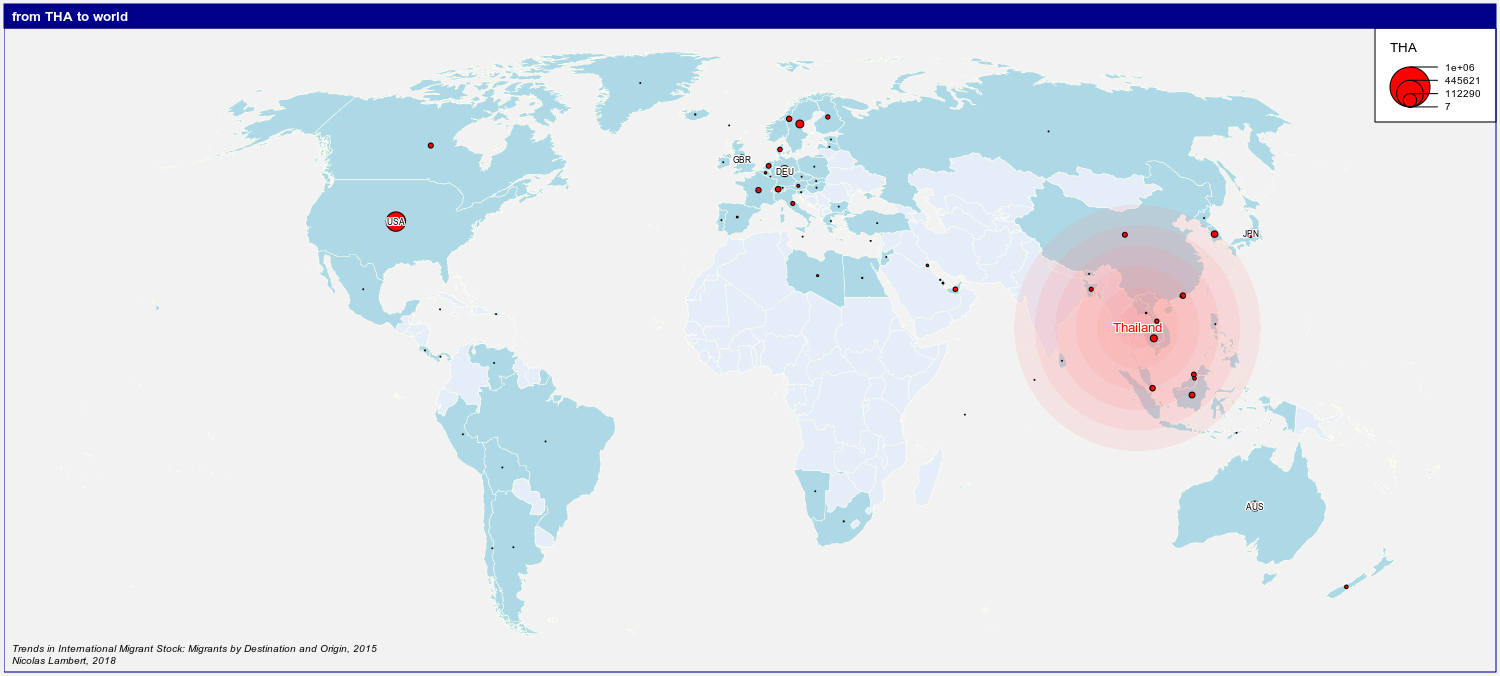 from THA to world
THA
1e+06
445621
112290
7
GBR
DEU
USA
JPN
Thailand
AUS
Trends in International Migrant Stock: Migrants by Destination and Origin, 2015
Nicolas Lambert, 2018